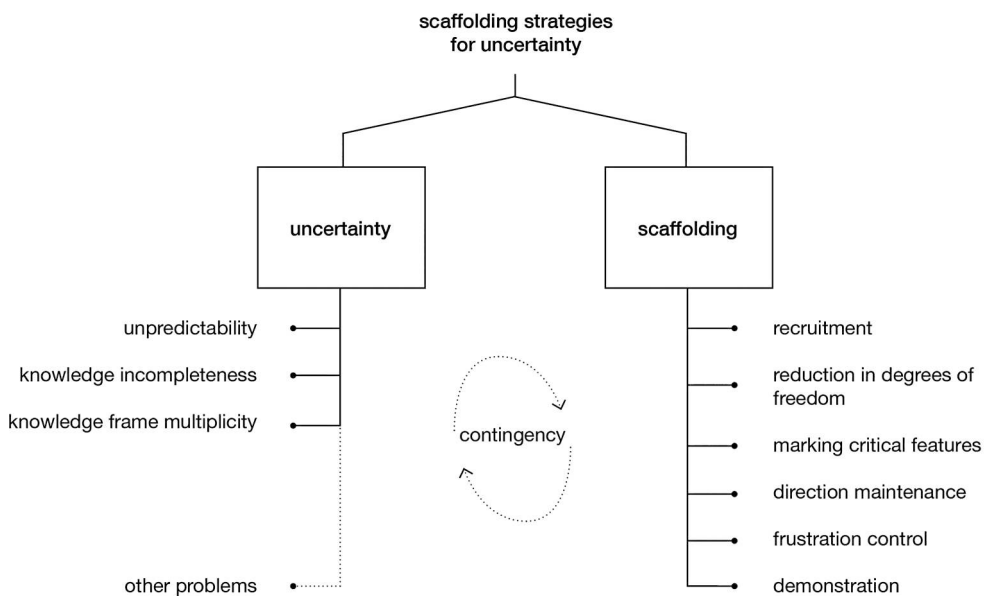 scaffolding strategies
for uncertainty
uncertainty
scaffolding
unpredictability
knowledge incompleteness
knowledge frame multiplicity
other problems
contingency
recruitment
reduction in degrees of
freedom
marking critical features
direction maintenance
frustration control
demonstration